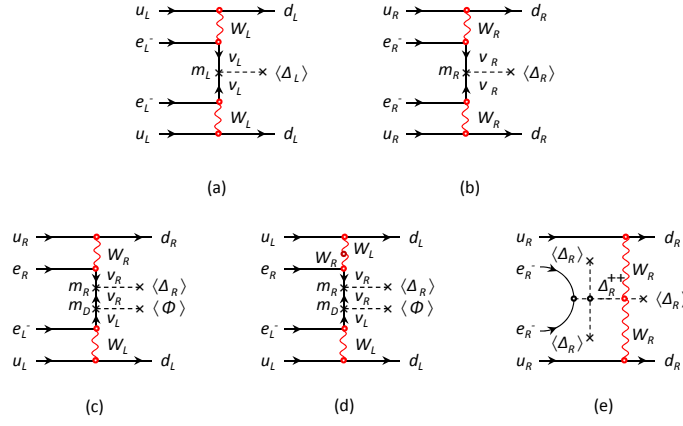 u_L d_L u_R d_R
W_L W_R
e_L^- ν_L e_R^- ν_R
m_L ⟨Δ_L⟩ m_R ⟨Δ_R⟩
ν_L ν_R
e_L^- e_R^-
W_L W_R
u_L d_L u_R d_R
(a) (b)
u_R d_R u_L d_L u_R d_R
W_R W_L ⟨Δ_R⟩ W_R
e_R W_R e_R e_R^-
ν_R ν_R Δ_R^{++}
m_R ⟨Δ_R⟩ m_R ⟨Δ_R⟩
ν_R ν_R ⟨Δ_R⟩
m_D ⟨Φ⟩ m_D ⟨Φ⟩
ν_L ν_L
e_L^- e_L^- e_R^-
W_L W_L ⟨Δ_R⟩ W_R
u_L d_L u_L d_L u_R d_R
(c) (d) (e)